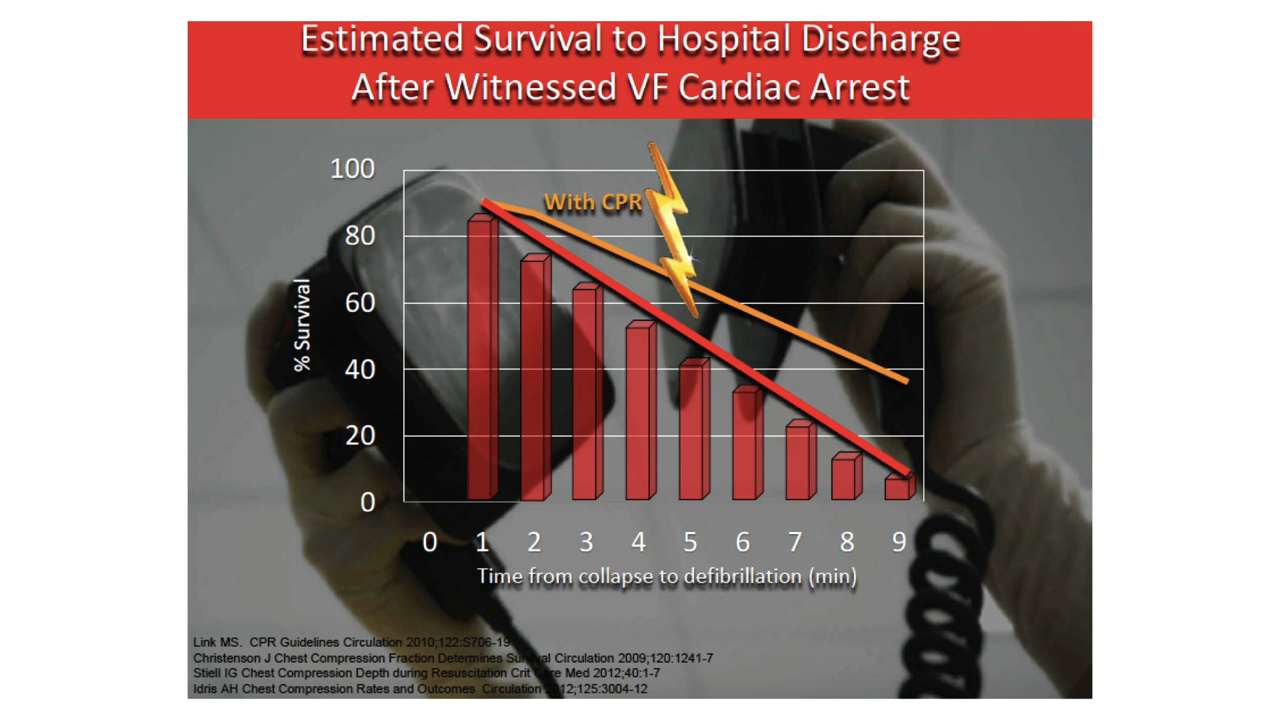 Estimated Survival to Hospital Discharge
After Witnessed VF Cardiac Arrest
100
With CPR
80
60
% Survival
40
20
0
0 1 2 3 4 5 6 7 8 9
Time from collapse to defibrillation (min)
Link MS. CPR Guidelines Circulation 2010;122:S706-19
Christenson J Chest Compression Fraction Determines Survival Circulation 2009;120:1241-7
Stiell IG Chest Compression Depth during Resuscitation Crit Care Med 2012;40:1-7
Idris AH Chest Compression Rates and Outcomes Circulation 2012;125:3004-12